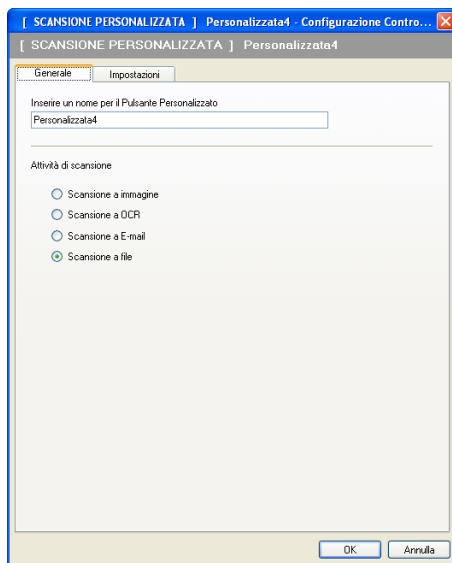 [ SCANSIONE PERSONALIZZATA ] Personalizzata4 - Configurazione Contro...
[ SCANSIONE PERSONALIZZATA ] Personalizzata4
Generale Impostazioni
Inserire un nome per il Pulsante Personalizzato
Personalizzata4
Attività di scansione
Scansione a immagine
Scansione a OCR
Scansione a E-mail
Scansione a file
OK Annulla